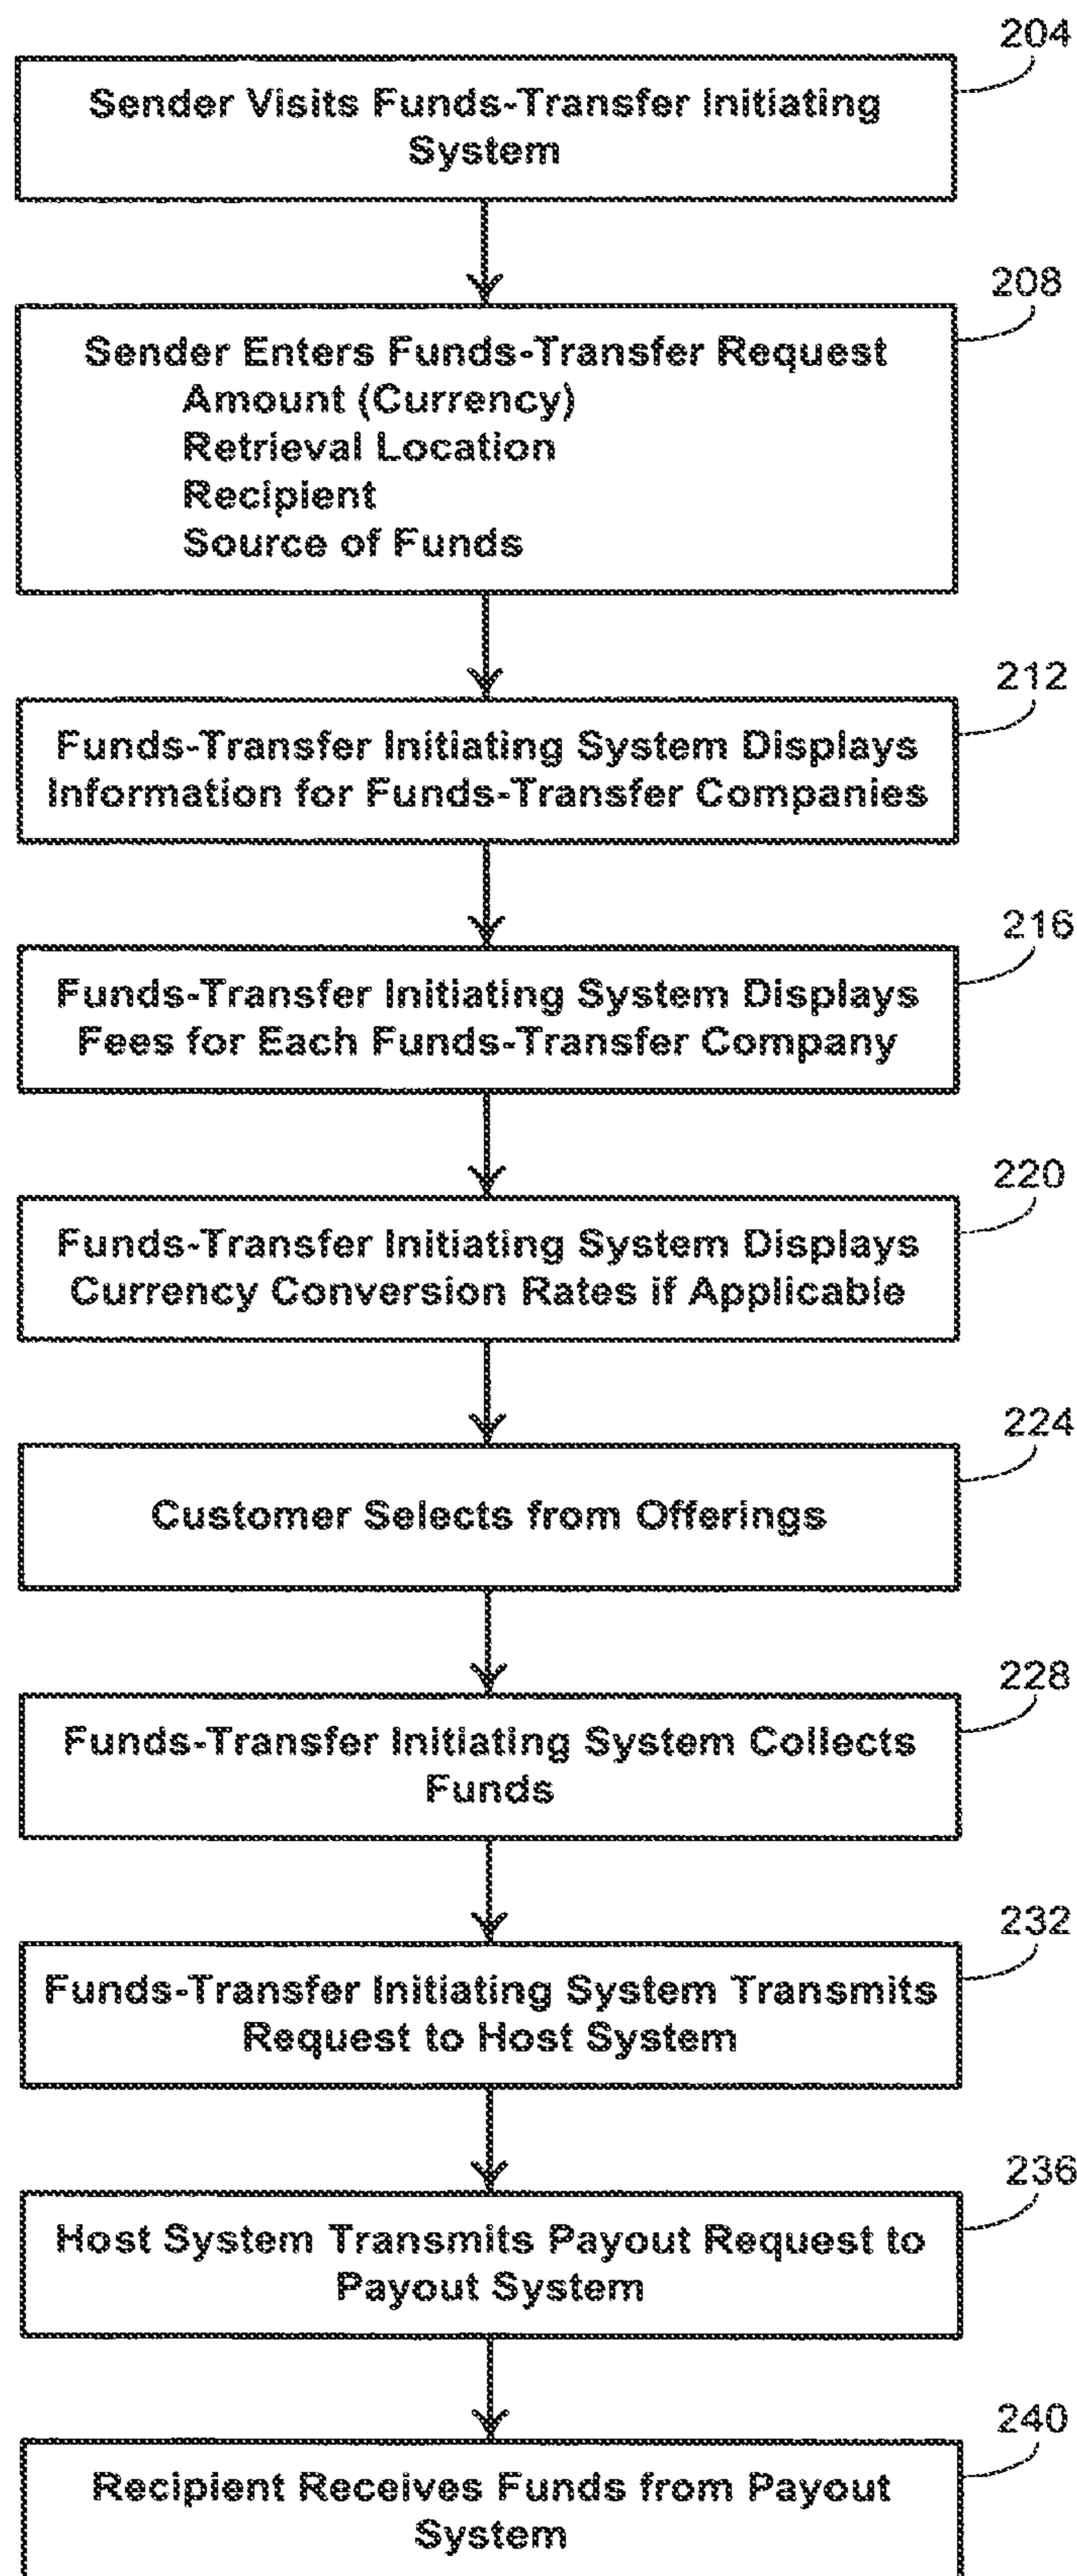 204
Sender Visits Funds-Transfer Initiating
System
208
Sender Enters Funds-Transfer Request
Amount (Currency)
Retrieval Location
Recipient
Source of Funds
212
Funds-Transfer Initiating System Displays
Information for Funds-Transfer Companies
216
Funds-Transfer Initiating System Displays
Fees for Each Funds-Transfer Company
220
Funds-Transfer Initiating System Displays
Currency Conversion Rates if Applicable
224
Customer Selects from Offerings
228
Funds-Transfer Initiating System Collects
Funds
232
Funds-Transfer Initiating System Transmits
Request to Host System
236
Host System Transmits Payout Request to
Payout System
240
Recipient Receives Funds from Payout
System